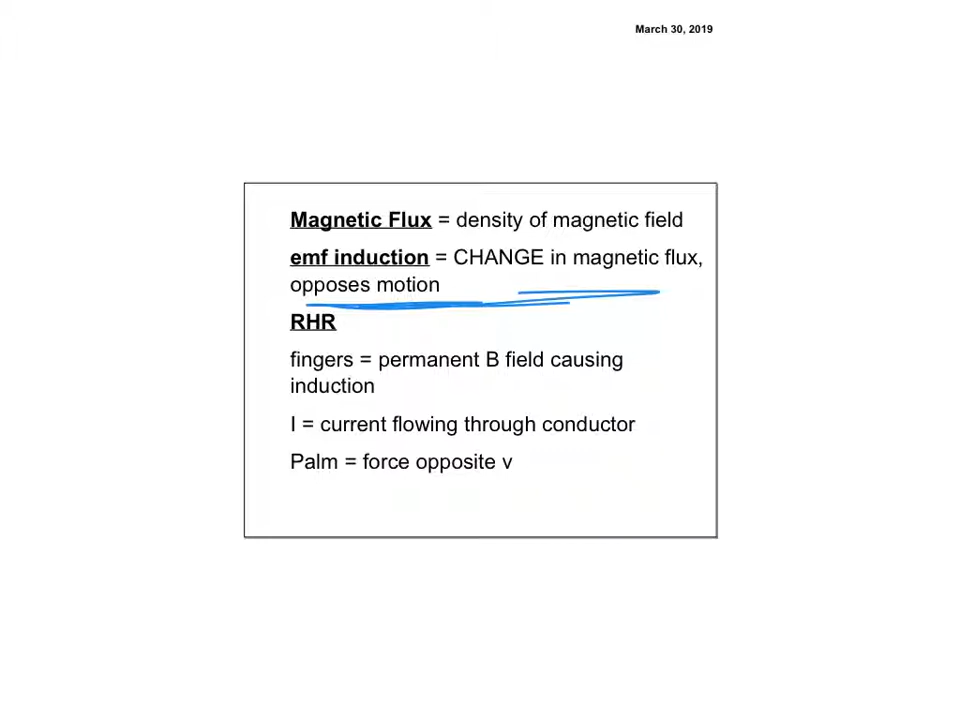 March 30, 2019
Magnetic Flux = density of magnetic field
emf induction = CHANGE in magnetic flux,
opposes motion
RHR
fingers = permanent B field causing
induction
I = current flowing through conductor
Palm = force opposite v